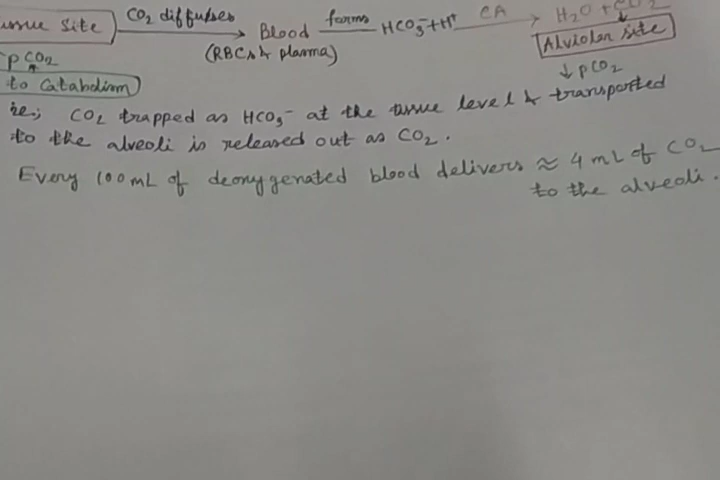 Tissue Site CO2 diffuses → Blood forms HCO3- + H+ CA → H2O + CO2
(RBCs & plasma) Alviolar site
pCO2 ↓ pCO2
to Catabolism)
ie; CO2 trapped as HCO3- at the tissue level & transported
to the alveoli is released out as CO2.
Every 100 mL of deoxygenated blood delivers ≈ 4 mL of CO2
to the alveoli.